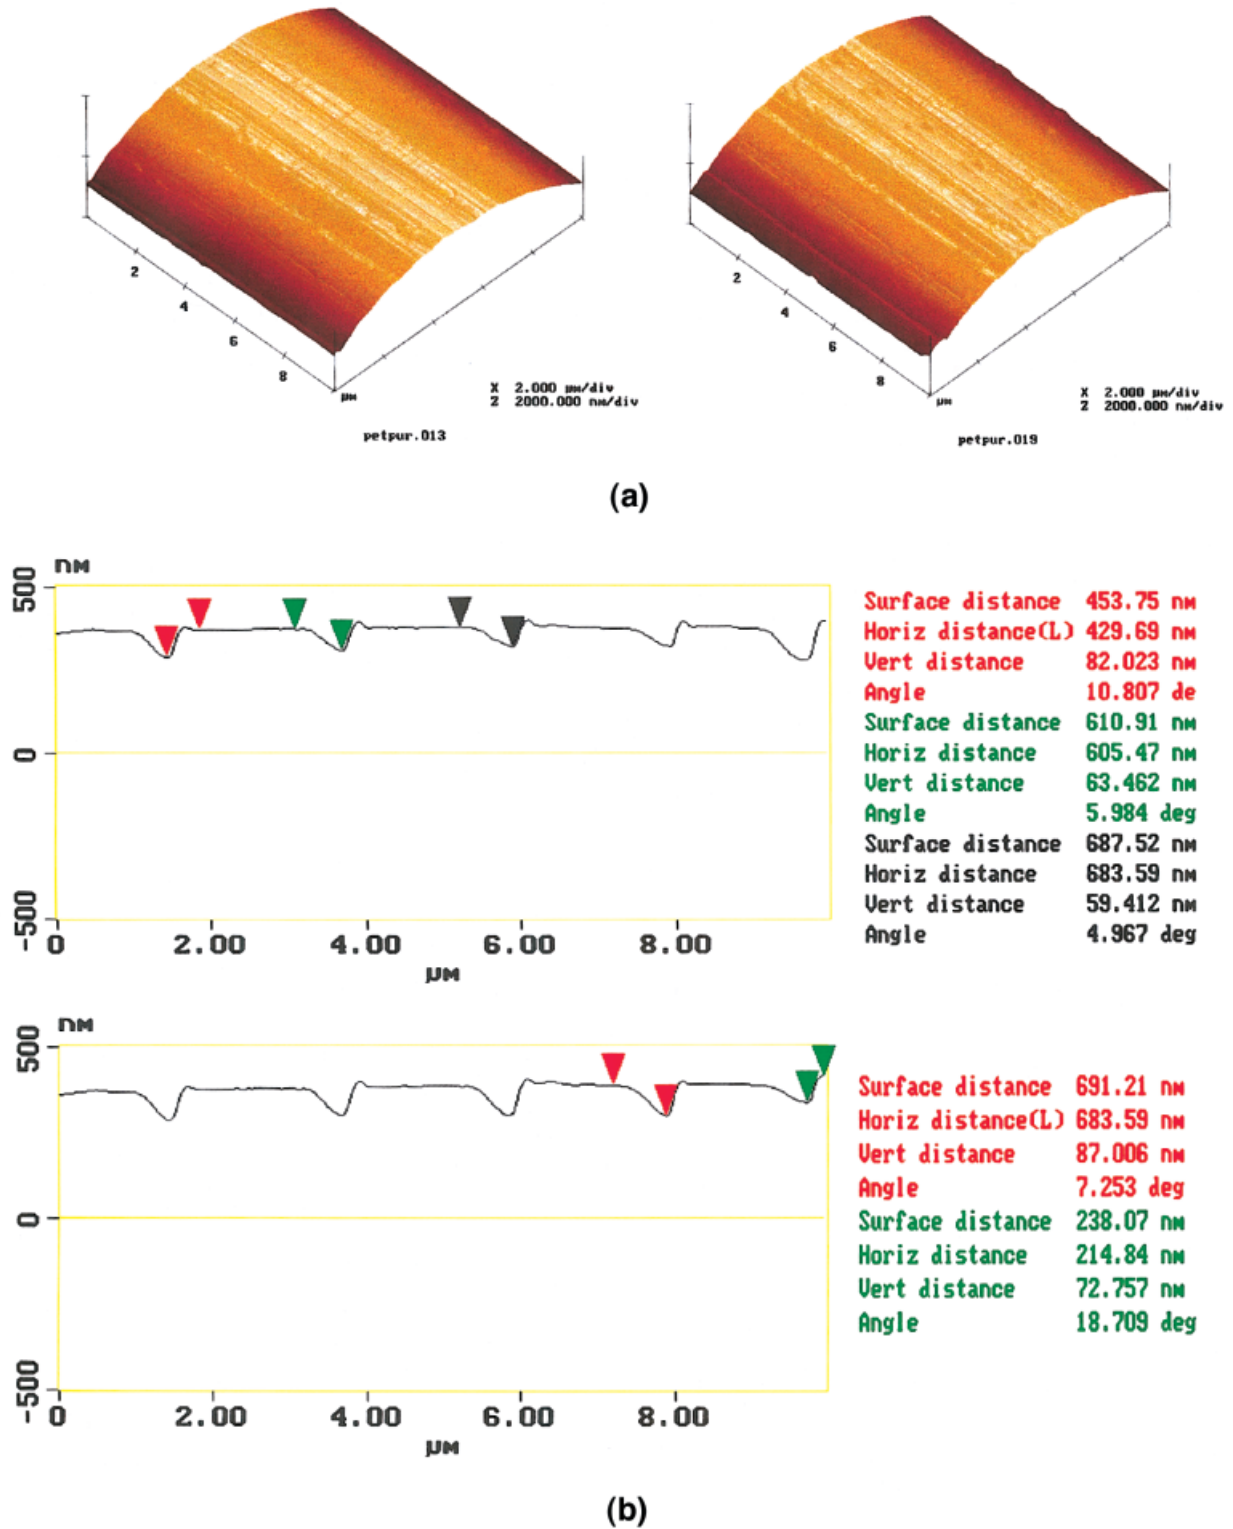 2
4
6
8
µm
X 2.000 µm/div
Z 2000.000 nm/div
petpur.013
2
4
6
8
µm
X 2.000 µm/div
Z 2000.000 nm/div
petpur.019
(a)
nm
500
0
-500
0 2.00 4.00 6.00 8.00
µm
Surface distance 453.75 nm
Horiz distance(L) 429.69 nm
Vert distance 82.023 nm
Angle 10.807 de
Surface distance 610.91 nm
Horiz distance 605.47 nm
Vert distance 63.462 nm
Angle 5.984 deg
Surface distance 687.52 nm
Horiz distance 683.59 nm
Vert distance 59.412 nm
Angle 4.967 deg
nm
500
0
-500
0 2.00 4.00 6.00 8.00
µm
Surface distance 691.21 nm
Horiz distance(L) 683.59 nm
Vert distance 87.006 nm
Angle 7.253 deg
Surface distance 238.07 nm
Horiz distance 214.84 nm
Vert distance 72.757 nm
Angle 18.709 deg
(b)